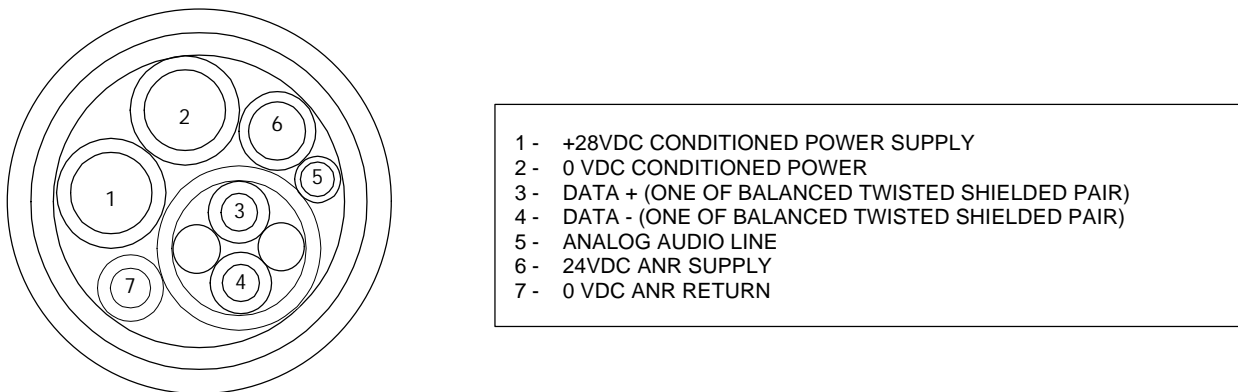 2
6
5
1
3
4
7
1 - +28VDC CONDITIONED POWER SUPPLY
2 - 0 VDC CONDITIONED POWER
3 - DATA + (ONE OF BALANCED TWISTED SHIELDED PAIR)
4 - DATA - (ONE OF BALANCED TWISTED SHIELDED PAIR)
5 - ANALOG AUDIO LINE
6 - 24VDC ANR SUPPLY
7 - 0 VDC ANR RETURN